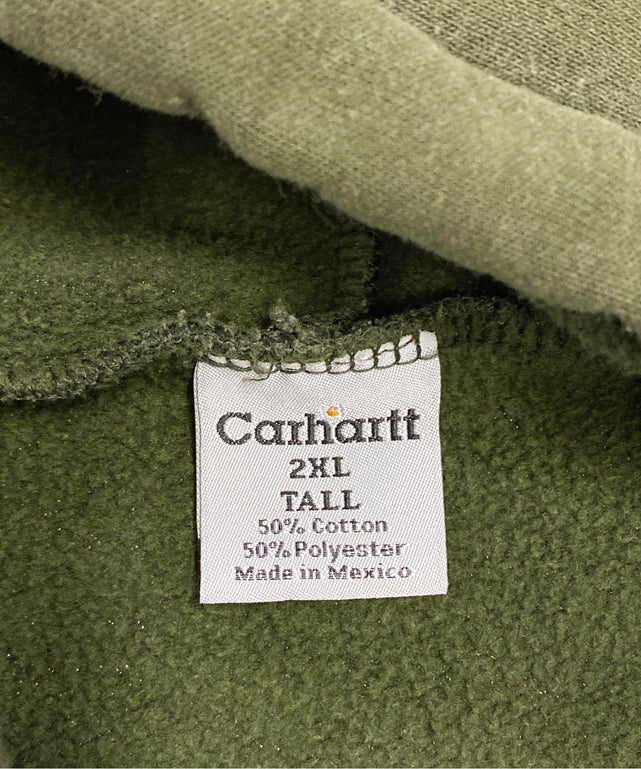 Carhartt
2XL
TALL
50% Cotton
50% Polyester
Made in Mexico